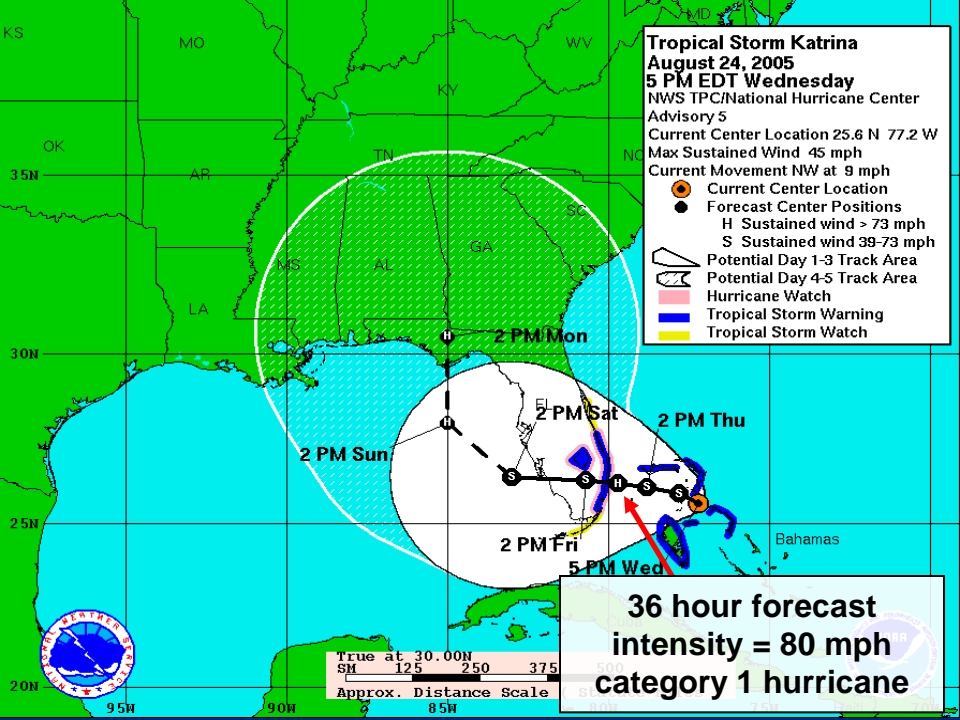 KS
MO
WV
MD
KY
OK
TN
NC
AR
SC
MS
AL
GA
LA
FL
35N
30N
25N
20N
95W
90W
85W
80W
75W
70W
Tropical Storm Katrina
August 24, 2005
5 PM EDT Wednesday
NWS TPC/National Hurricane Center
Advisory 5
Current Center Location 25.6 N 77.2 W
Max Sustained Wind 45 mph
Current Movement NW at 9 mph
Current Center Location
Forecast Center Positions
H Sustained wind > 73 mph
S Sustained wind 39-73 mph
Potential Day 1-3 Track Area
Potential Day 4-5 Track Area
Hurricane Watch
Tropical Storm Warning
Tropical Storm Watch
H
2 PM Mon
H
2 PM Sun
2 PM Sat
2 PM Thu
S
S
H
S
S
2 PM Fri
5 PM Wed
Bahamas
Cuba
36 hour forecast
intensity = 80 mph
category 1 hurricane
NATIONAL WEATHER SERVICE
True at 30.00N
SM 125 250 375 500
Approx. Distance Scale ( Statute